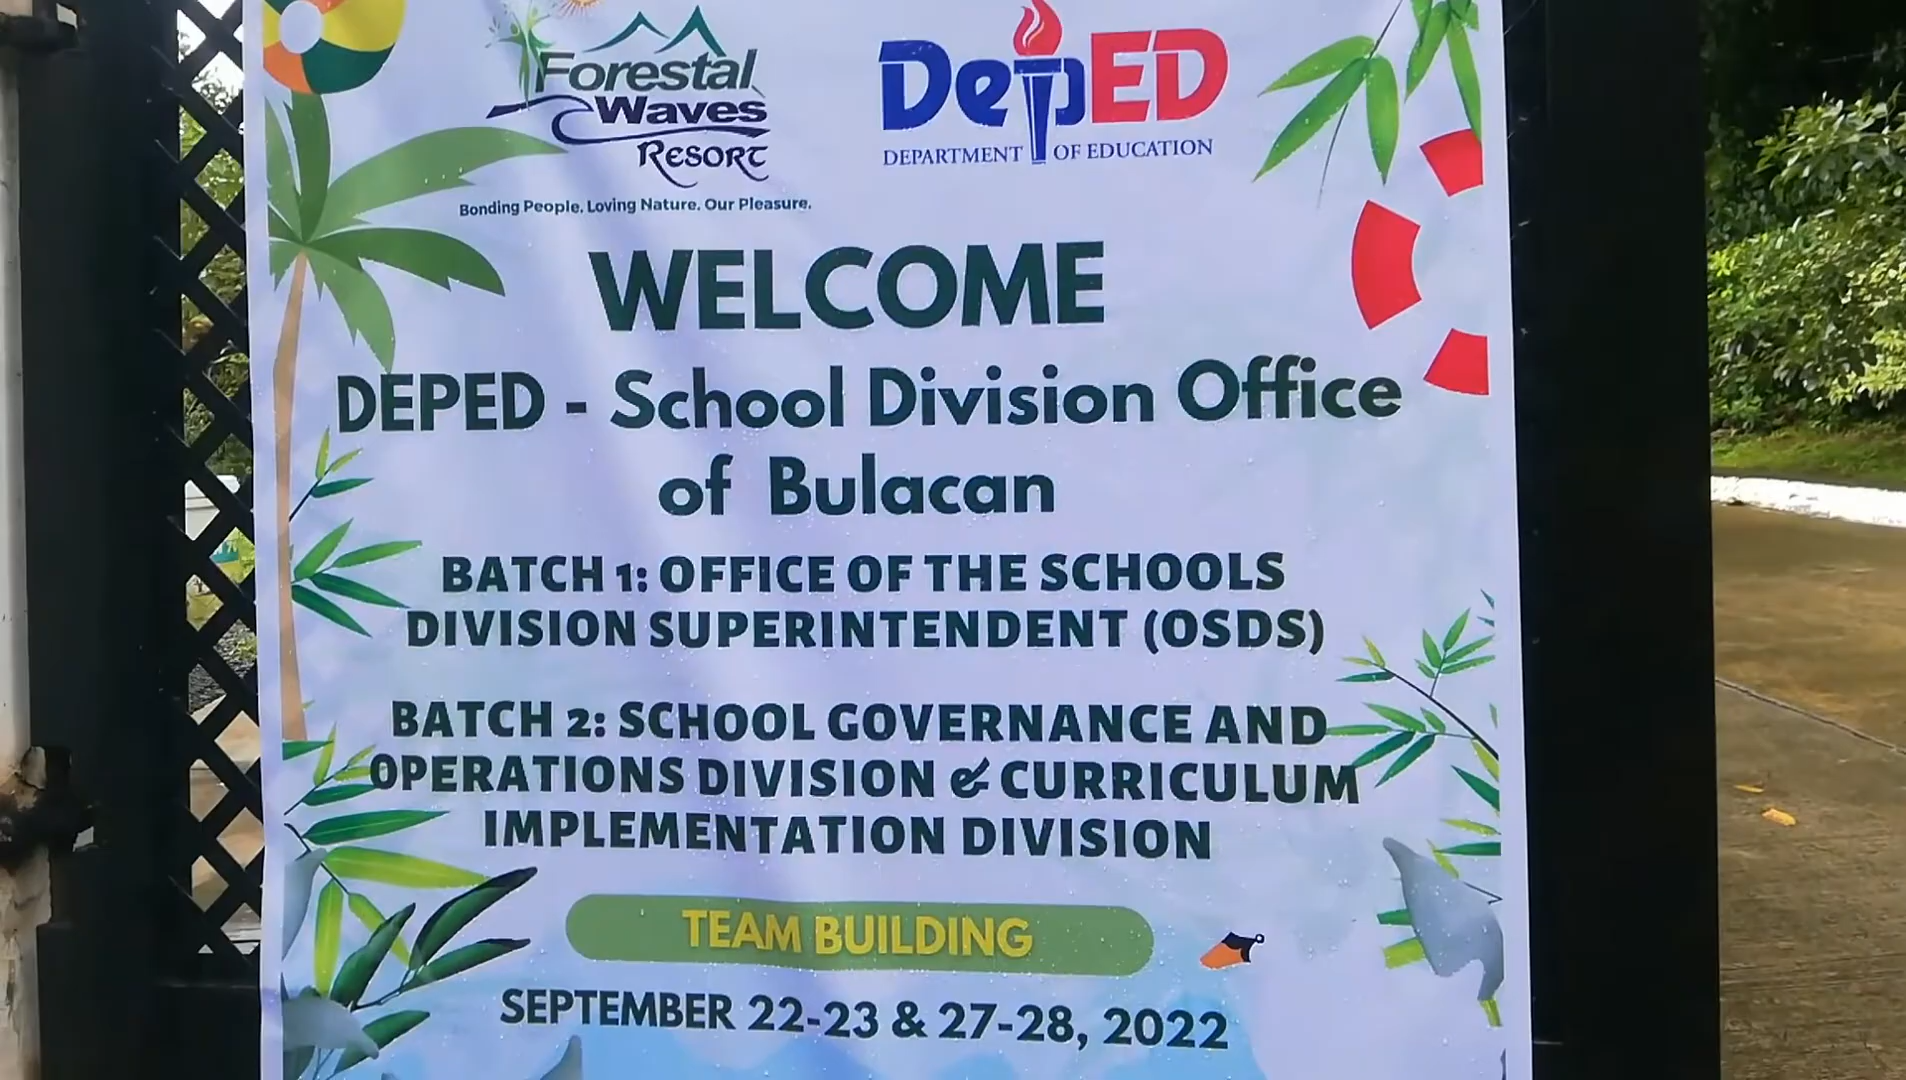 Forestal
Waves
Resort
Bonding People. Loving Nature. Our Pleasure.
DepED
DEPARTMENT OF EDUCATION
WELCOME
DEPED - School Division Office
of Bulacan
BATCH 1: OFFICE OF THE SCHOOLS
DIVISION SUPERINTENDENT (OSDS)
BATCH 2: SCHOOL GOVERNANCE AND
OPERATIONS DIVISION & CURRICULUM
IMPLEMENTATION DIVISION
TEAM BUILDING
SEPTEMBER 22-23 & 27-28, 2022